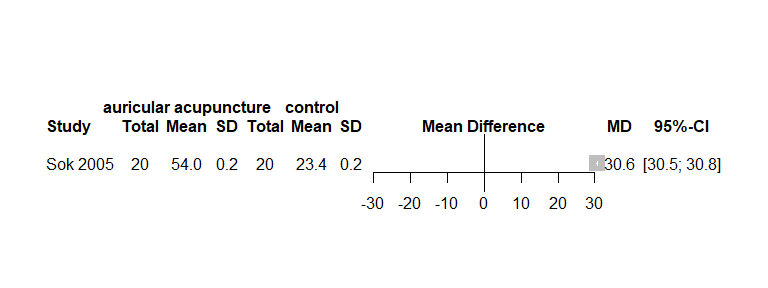 auricular acupuncture control
Study Total Mean SD Total Mean SD Mean Difference MD 95%-CI
Sok 2005 20 54.0 0.2 20 23.4 0.2 30.6 [30.5; 30.8]
-30 -20 -10 0 10 20 30